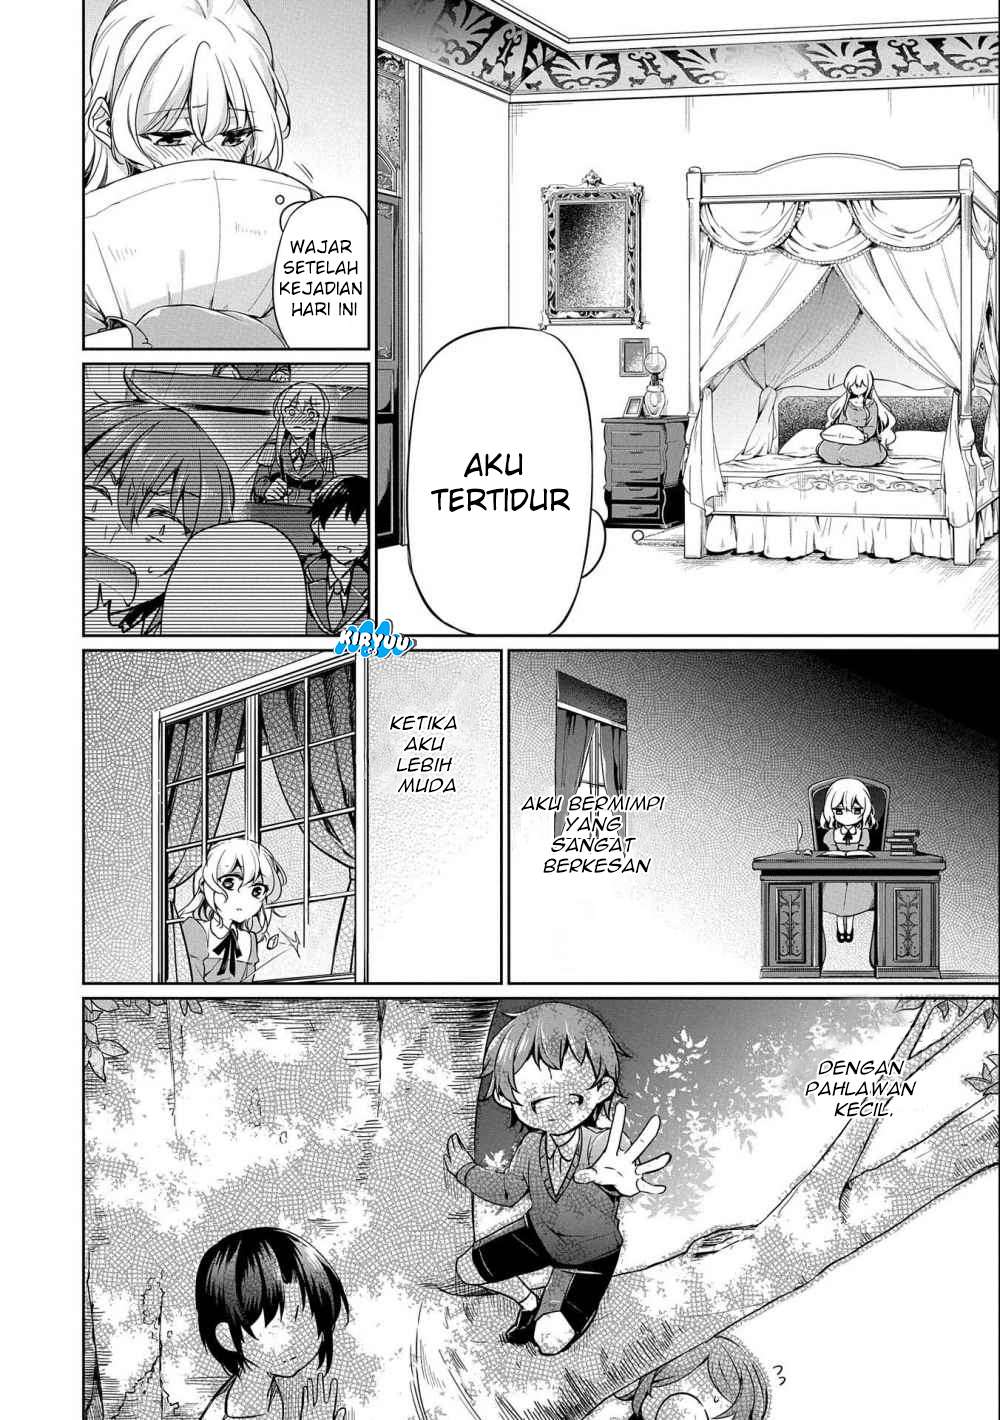 AKU
TERTIDUR
WAJAR
SETELAH
KEJADIAN
HARI INI
KIRYUU
AKU BERMIMPI
YANG
SANGAT
BERKESAN
KETIKA
AKU
LEBIH
MUDA
DENGAN
PAHLAWAN
KECIL.